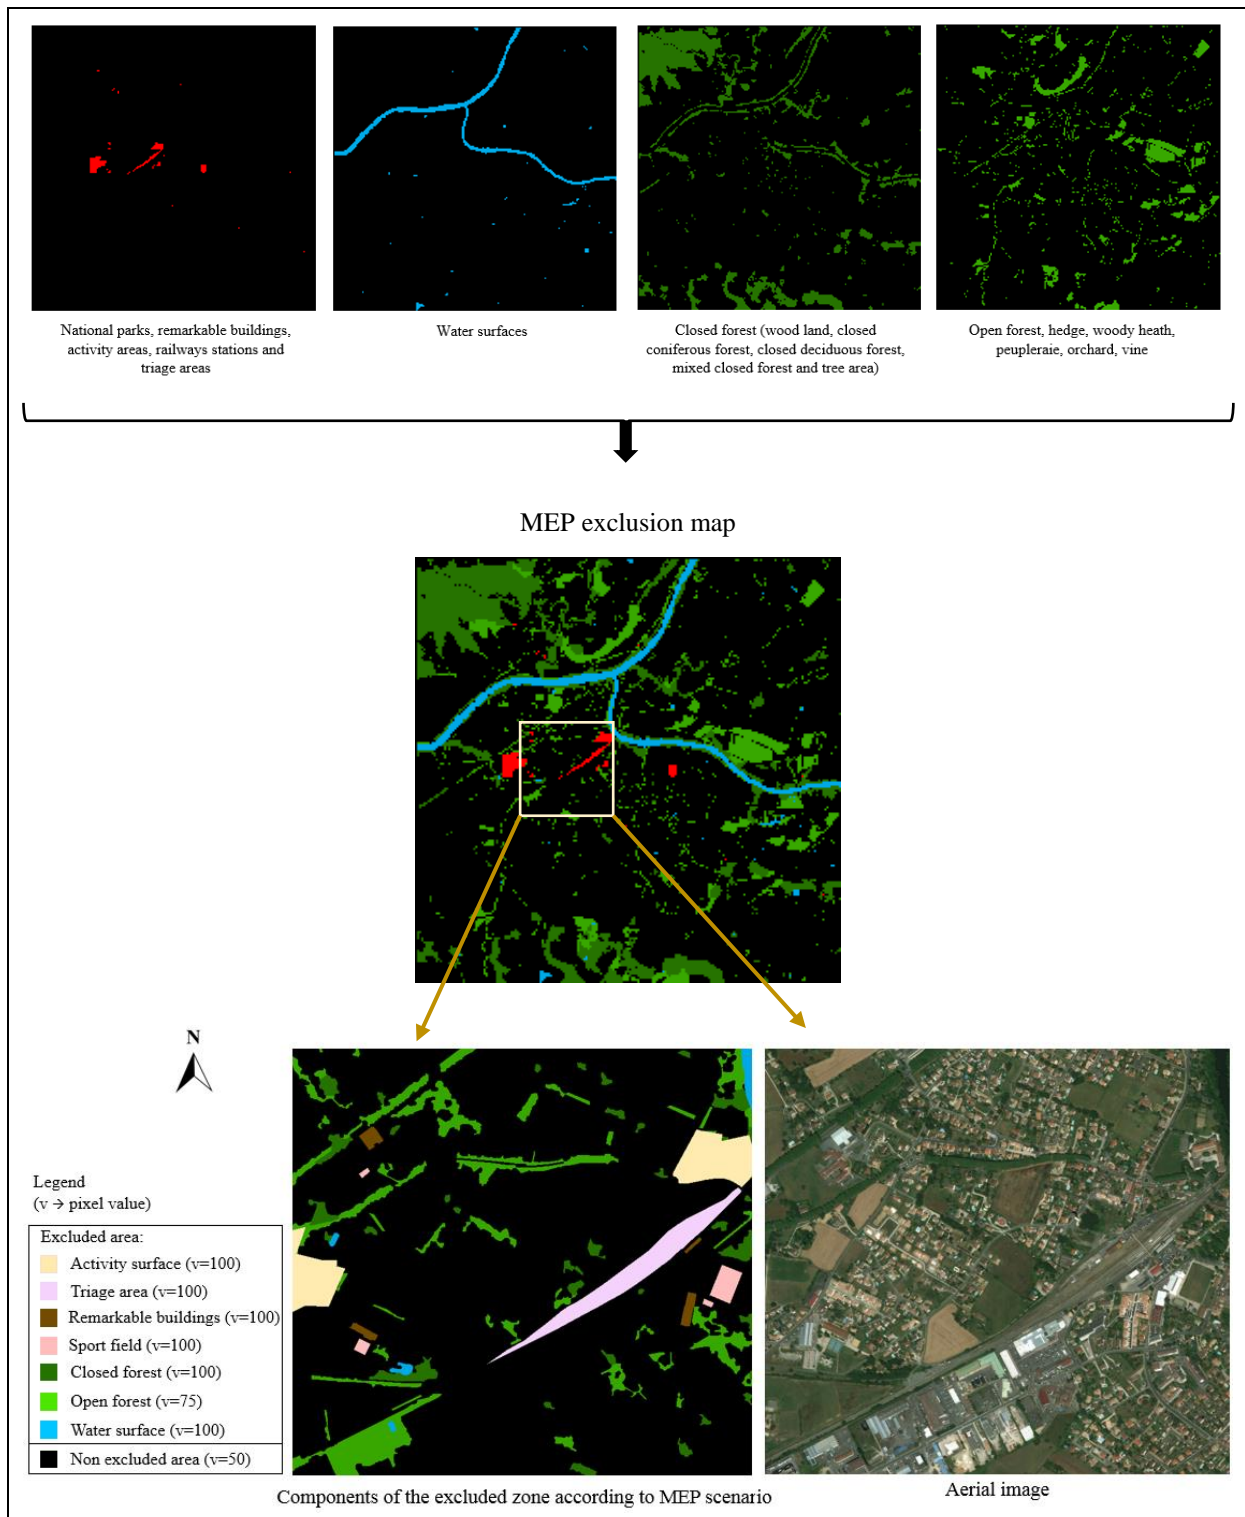 National parks, remarkable buildings,
activity areas, railways stations and
triage areas
Water surfaces
Closed forest (wood land, closed
coniferous forest, closed deciduous forest,
mixed closed forest and tree area)
Open forest, hedge, woody heath,
peupleraie, orchard, vine
MEP exclusion map
N
Legend
(v → pixel value)
Excluded area:
Activity surface (v=100)
Triage area (v=100)
Remarkable buildings (v=100)
Sport field (v=100)
Closed forest (v=100)
Open forest (v=75)
Water surface (v=100)
Non excluded area (v=50)
Components of the excluded zone according to MEP scenario
Aerial image